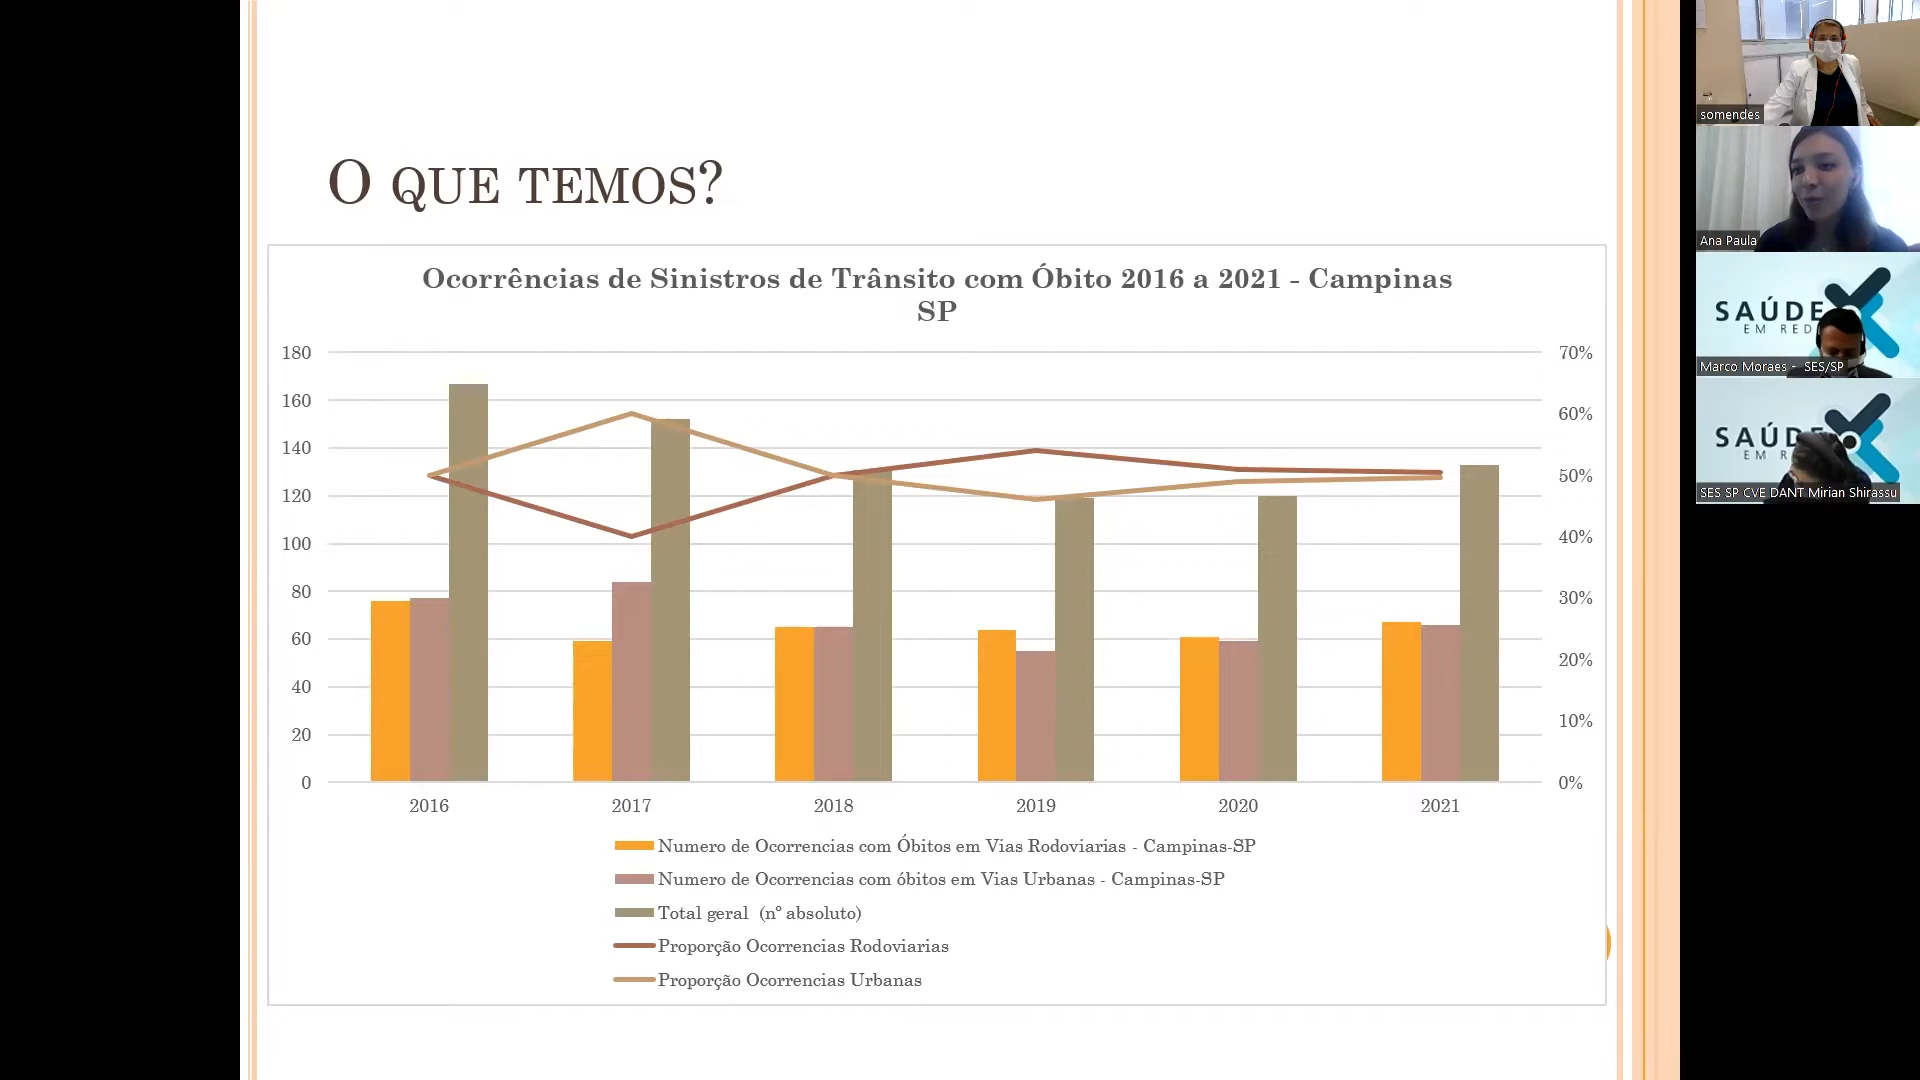 O QUE TEMOS?
Ocorrências de Sinistros de Trânsito com Óbito 2016 a 2021 - Campinas
SP
180
160
140
120
100
80
60
40
20
0
70%
60%
50%
40%
30%
20%
10%
0%
2016 2017 2018 2019 2020 2021
Numero de Ocorrencias com Óbitos em Vias Rodoviarias - Campinas-SP
Numero de Ocorrencias com óbitos em Vias Urbanas - Campinas-SP
Total geral (nº absoluto)
Proporção Ocorrencias Rodoviarias
Proporção Ocorrencias Urbanas
somendes
Ana Paula
SAÚDE
EM RED
Marco Moraes - SES/SP
SAÚDE
EM RE
SES SP CVE DANT Mirian Shirassu